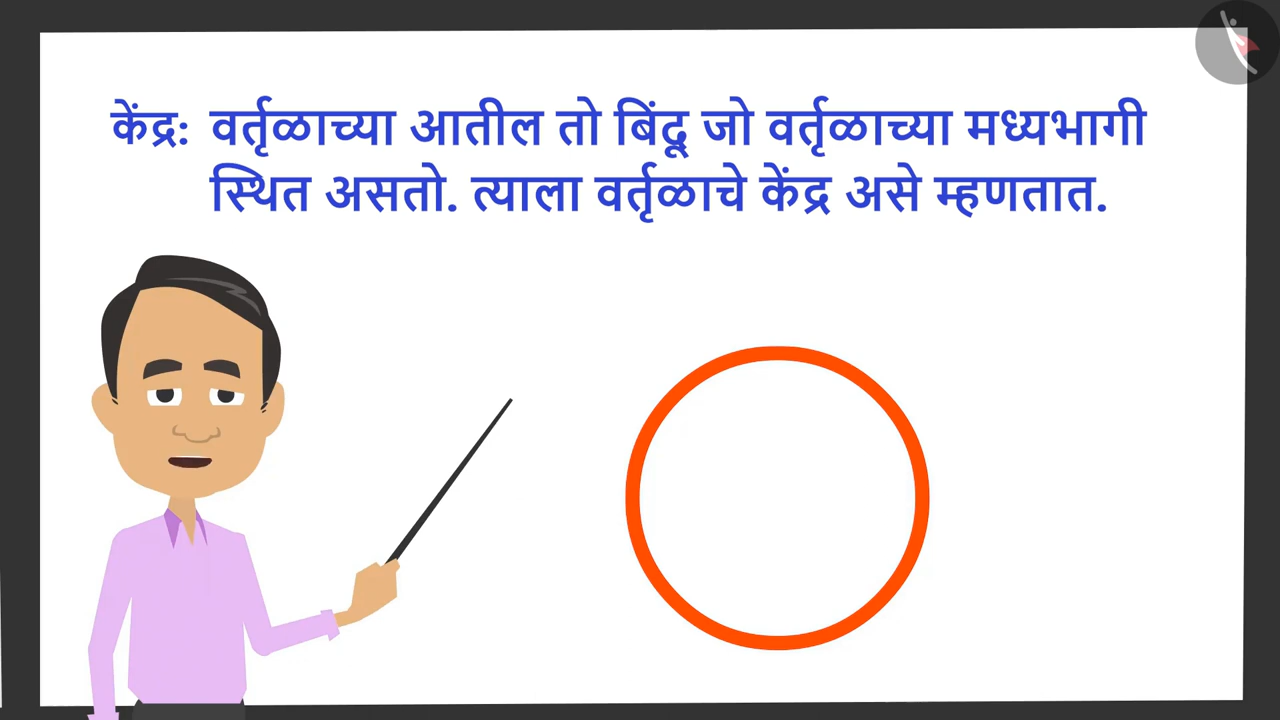 केंद्र: वर्तृळाच्या आतील तो बिंदू जो वर्तृळाच्या मध्यभागी
स्थित असतो. त्याला वर्तृळाचे केंद्र असे म्हणतात.